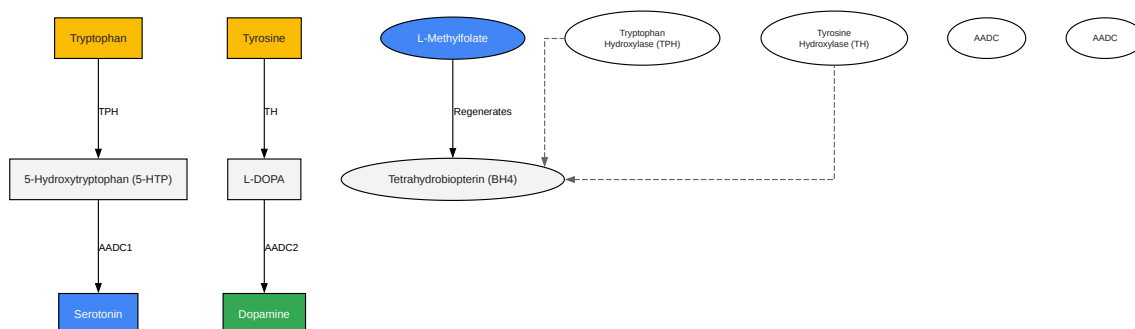 Tryptophan
Tyrosine
L-Methylfolate
Tryptophan
Hydroxylase (TPH)
Tyrosine
Hydroxylase (TH)
AADC
AADC
TPH
TH
Regenerates
5-Hydroxytryptophan (5-HTP)
L-DOPA
Tetrahydrobiopterin (BH4)
AADC1
AADC2
Serotonin
Dopamine